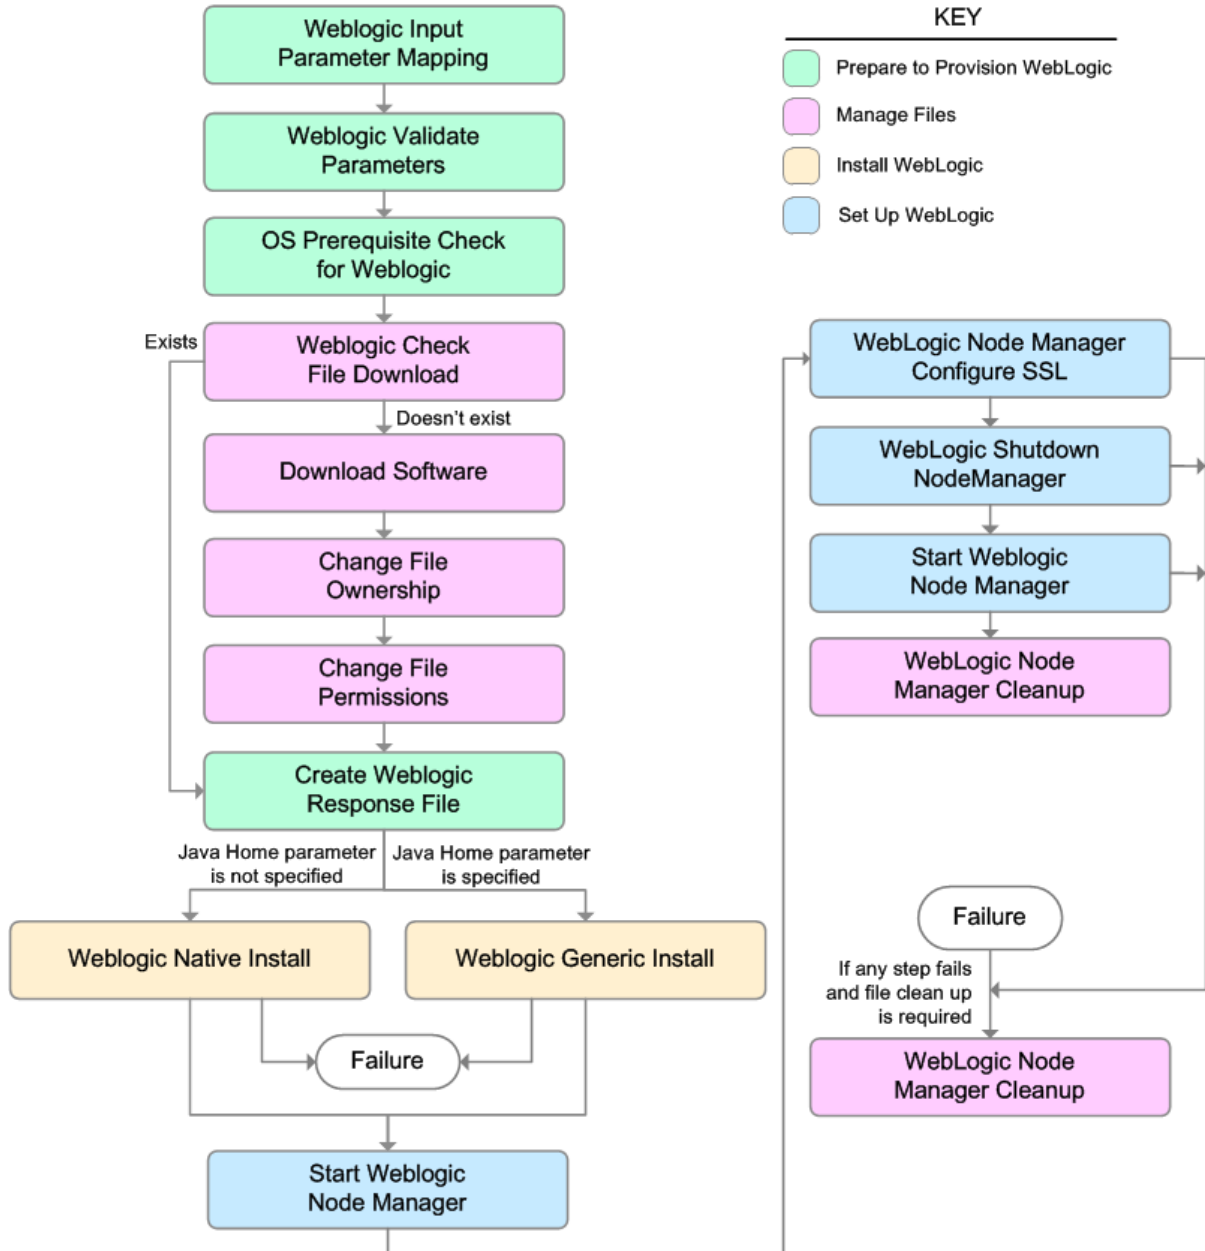 Weblogic Input
Parameter Mapping
Weblogic Validate
Parameters
OS Prerequisite Check
for Weblogic
Exists
Weblogic Check
File Download
Doesn't exist
Download Software
Change File
Ownership
Change File
Permissions
Create Weblogic
Response File
Java Home parameter
is not specified
Java Home parameter
is specified
Weblogic Native Install
Weblogic Generic Install
Failure
Start Weblogic
Node Manager
KEY
Prepare to Provision WebLogic
Manage Files
Install WebLogic
Set Up WebLogic
WebLogic Node Manager
Configure SSL
WebLogic Shutdown
NodeManager
Start Weblogic
Node Manager
WebLogic Node
Manager Cleanup
Failure
If any step fails
and file clean up
is required
WebLogic Node
Manager Cleanup